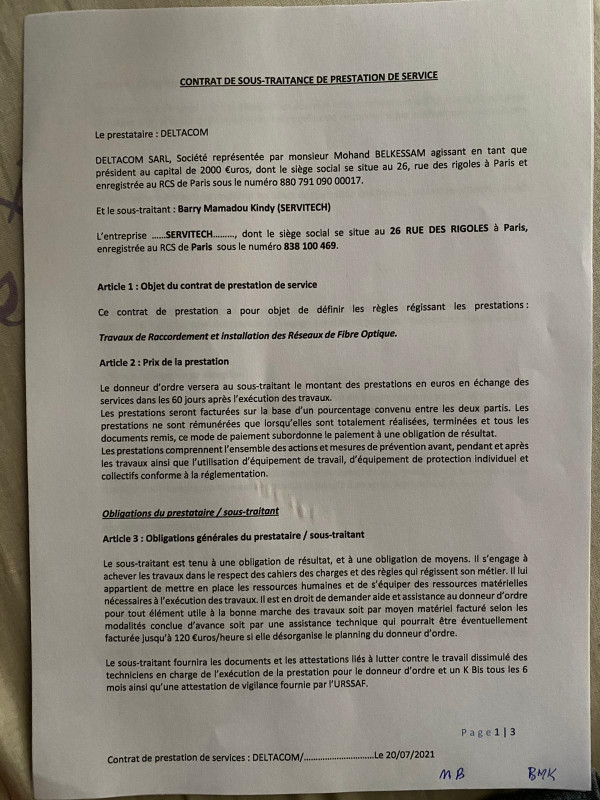 CONTRAT DE SOUS-TRAITANCE DE PRESTATION DE SERVICE
Le prestataire : DELTACOM
DELTACOM SARL, Société représentée par monsieur Mohand BELKESSAM agissant en tant que
président au capital de 2000 €uros, dont le siège social se situe au 26, rue des rigoles à Paris et
enregistrée au RCS de Paris sous le numéro 880 791 090 00017.
Et le sous-traitant : Barry Mamadou Kindy (SERVITECH)
L'entreprise ......SERVITECH........., dont le siège social se situe au 26 RUE DES RIGOLES à Paris,
enregistrée au RCS de Paris sous le numéro 838 100 469.
Article 1 : Objet du contrat de prestation de service
Ce contrat de prestation a pour objet de définir les règles régissant les prestations :
Travaux de Raccordement et installation des Réseaux de Fibre Optique.
Article 2 : Prix de la prestation
Le donneur d'ordre versera au sous-traitant le montant des prestations en euros en échange des
services dans les 60 jours après l'exécution des travaux.
Les prestations seront facturées sur la base d'un pourcentage convenu entre les deux partis. Les
prestations ne sont rémunérées que lorsqu'elles sont totalement réalisées, terminées et tous les
documents remis, ce mode de paiement subordonne le paiement à une obligation de résultat.
Les prestations comprennent l'ensemble des actions et mesures de prévention avant, pendant et après
les travaux ainsi que l'utilisation d'équipement de travail, d'équipement de protection individuel et
collectifs conforme à la réglementation.
Obligations du prestataire / sous-traitant
Article 3 : Obligations générales du prestataire / sous-traitant
Le sous-traitant est tenu à une obligation de résultat, et à une obligation de moyens. Il s'engage à
achever les travaux dans le respect des cahiers des charges et des règles qui régissent son métier. Il lui
appartient de mettre en place les ressources humaines et de s'équiper des ressources matérielles
nécessaires à l'exécution des travaux. Il est en droit de demander aide et assistance au donneur d'ordre
pour tout élément utile à la bonne marche des travaux soit par moyen matériel facturé selon les
modalités conclue d'avance soit par une assistance technique qui pourrait être éventuellement
facturée jusqu'à 120 €uros/heure si elle désorganise le planning du donneur d'ordre.
Le sous-traitant fournira les documents et les attestations liés à lutter contre le travail dissimulé des
techniciens en charge de l'exécution de la prestation pour le donneur d'ordre et un K Bis tous les 6
mois ainsi qu'une attestation de vigilance fournie par l'URSSAF.
Page 1 | 3
Contrat de prestation de services : DELTACOM/..............................Le 20/07/2021
MB BMK